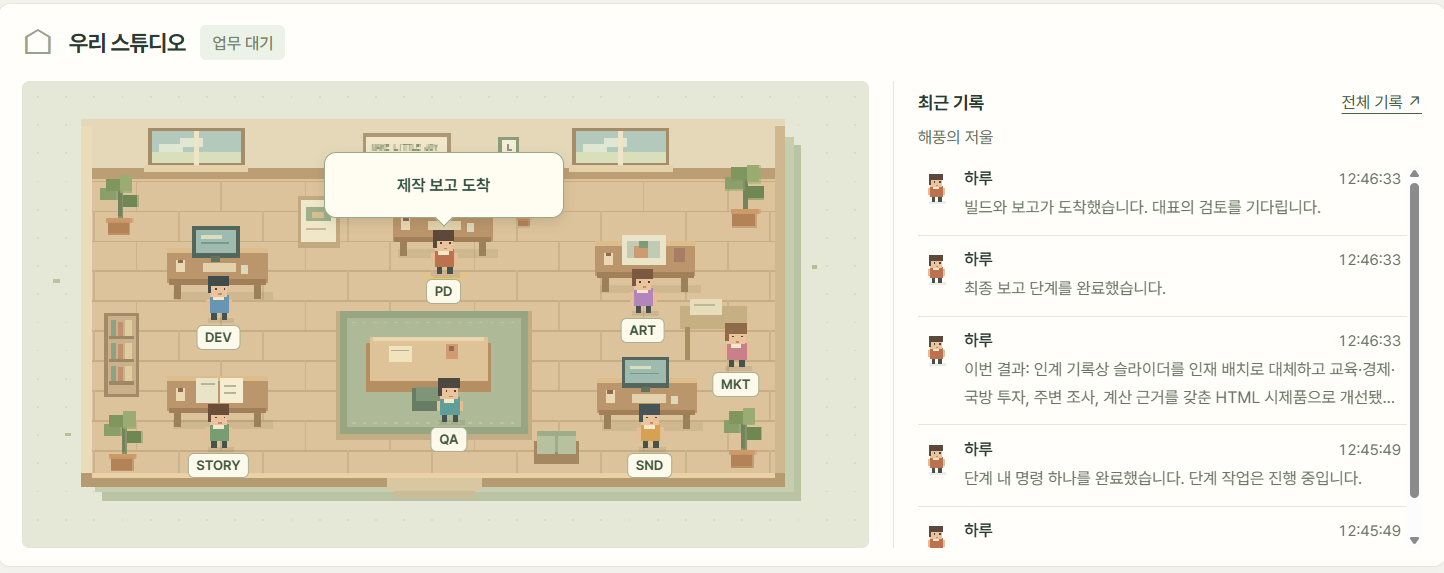 우리 스튜디오
업무 대기
제작 보고 도착
L
PD
DEV
ART
MKT
QA
STORY
SND
최근 기록
전체 기록 ↗
해풍의 저울
하루 12:46:33
빌드와 보고가 도착했습니다. 대표의 검토를 기다립니다.
하루 12:46:33
최종 보고 단계를 완료했습니다.
하루 12:46:33
이번 결과: 인계 기록상 슬라이더를 인재 배치로 대체하고 교육·경제·
국방 투자, 주변 조사, 계산 근거를 갖춘 HTML 시제품으로 개선됐...
하루 12:45:49
단계 내 명령 하나를 완료했습니다. 단계 작업은 진행 중입니다.
하루 12:45:49